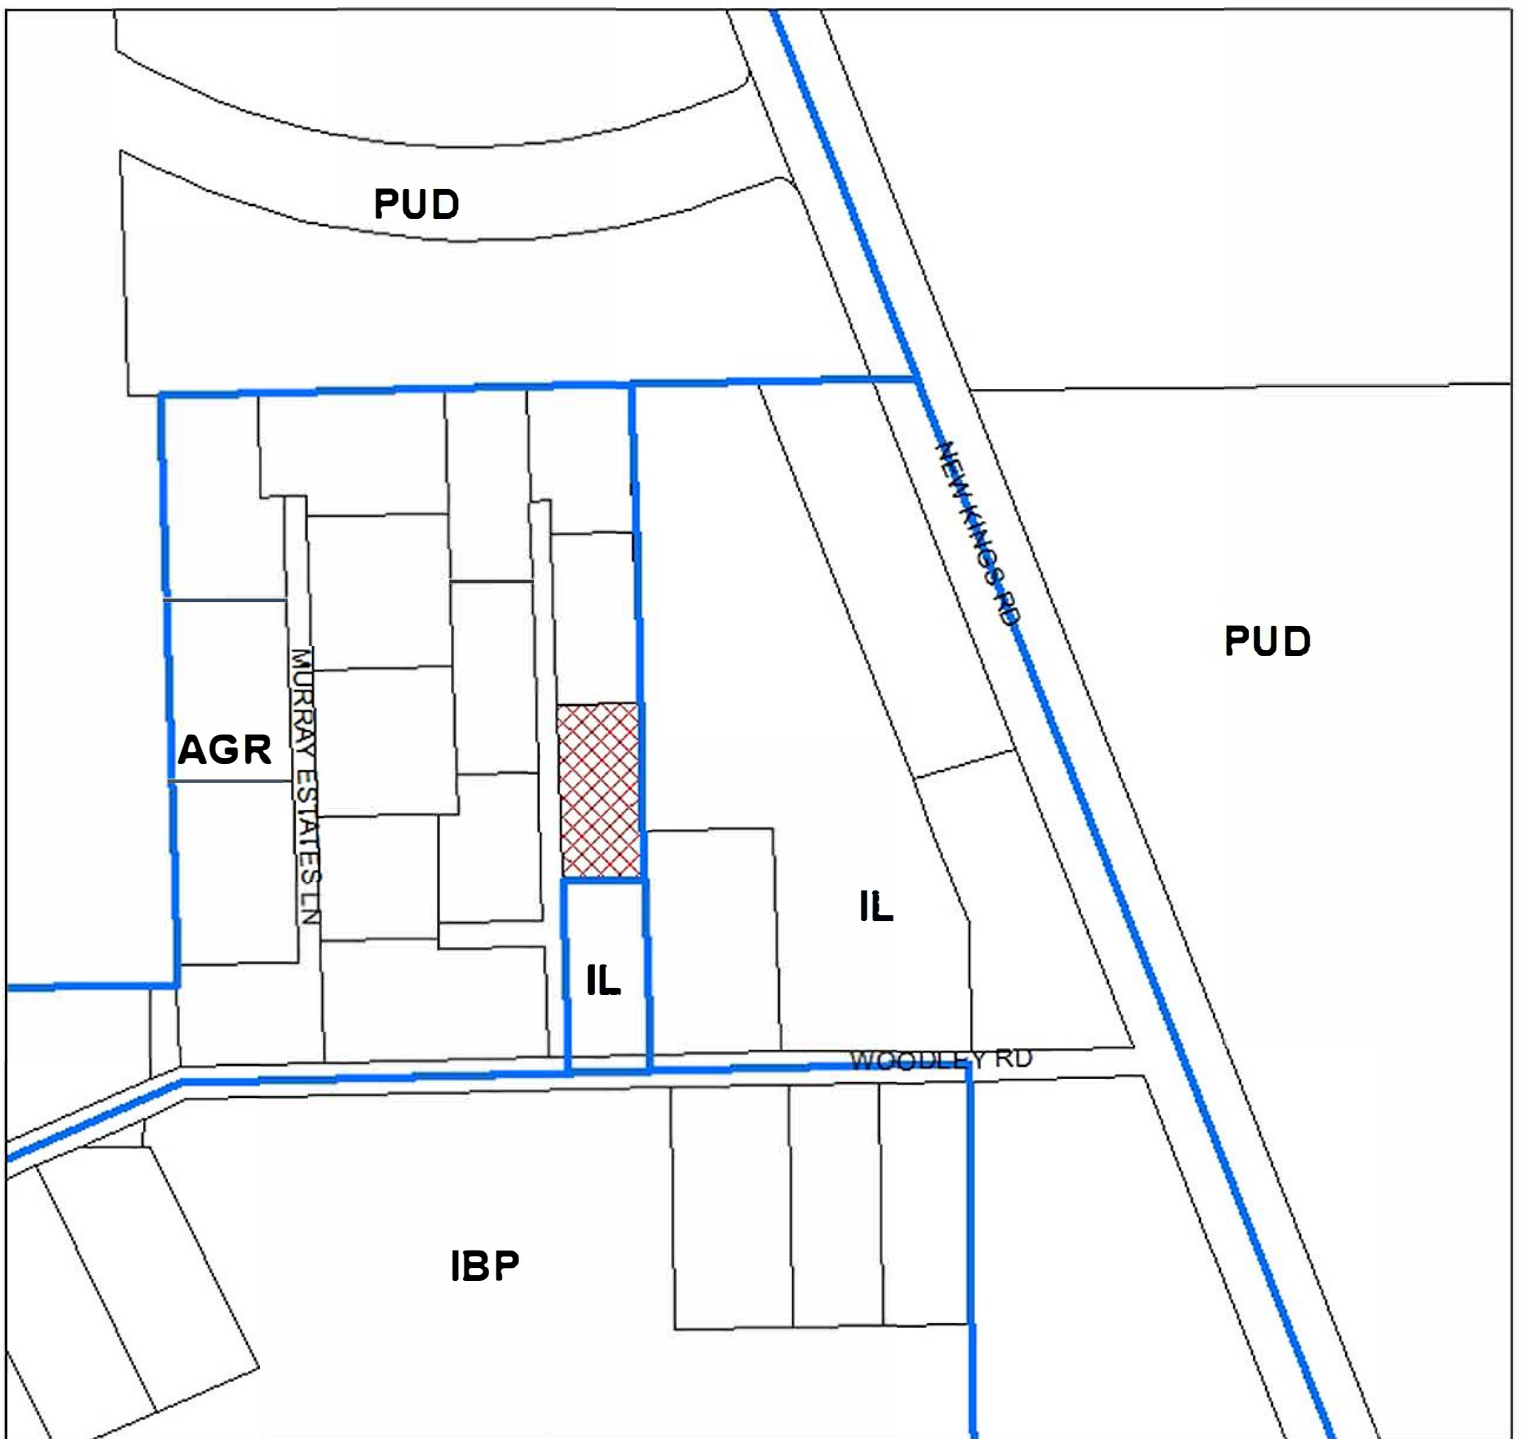 PUD
NEW KINGS RD
PUD
MURRAY ESTATES LN
AGR
IL
IL
WOODLEY RD
IBP